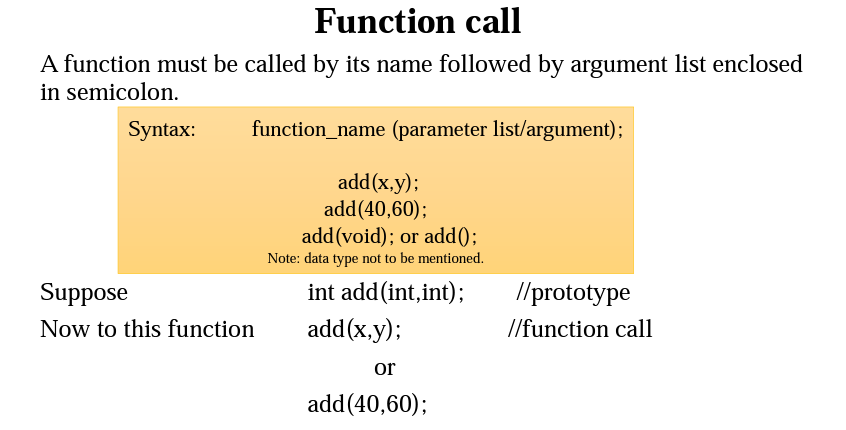 Function call
A function must be called by its name followed by argument list enclosed
in semicolon.
Syntax: function_name (parameter list/argument);
add(x,y);
add(40,60);
add(void); or add();
Note: data type not to be mentioned.
Suppose int add(int,int); //prototype
Now to this function add(x,y); //function call
or
add(40,60);